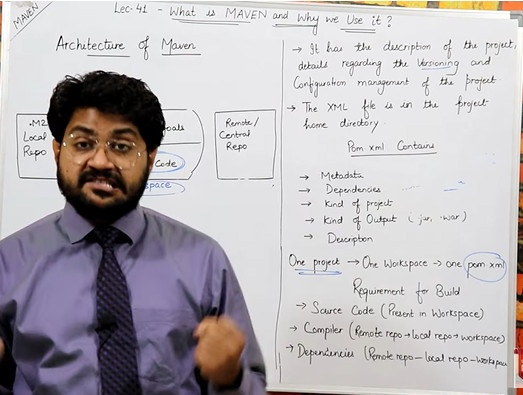 MAVEN
Lec-41 - What is MAVEN and Why we Use it?
Architecture of Maven
.M2
Local
Repo
oals
Code
space
Remote/
Central
Repo
→ It has the description of the project,
details regarding the Versioning and
Configuration management of the project
→ The XML file is in the project
home directory.
Pom.xml Contains
→ Metadata
→ Dependencies
→ Kind of project
→ Kind of Output (.jar, .war)
→ Description
One project → One Workspace → one pom xml
Requirement for Build
→ Source Code (Present in Workspace)
→ Compiler (Remote repo → local repo → workspace)
→ Dependencies (Remote repo – local repo – Workspace